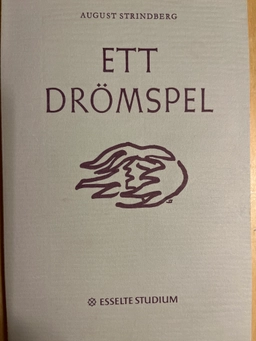 AUGUST STRINDBERG
ETT
DRÖMSPEL
ESSELTE STUDIUM